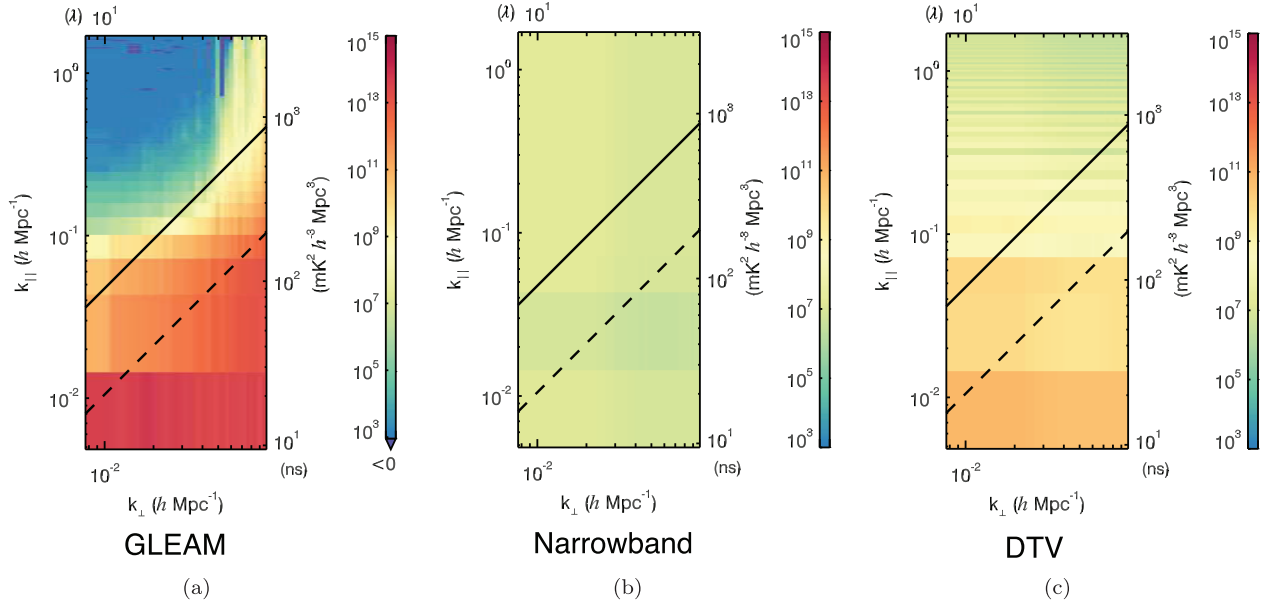 (λ) 10¹
10⁰
10⁻¹
10⁻²
k|| (h Mpc⁻¹)
10⁻²
k⊥ (h Mpc⁻¹)
10³
10²
10¹
(ns)
10¹⁵
10¹³
10¹¹
10⁹
10⁷
10⁵
10³
<0
(mK² h⁻³ Mpc³)
GLEAM
(a)
(λ) 10¹
10⁰
10⁻¹
10⁻²
k|| (h Mpc⁻¹)
10⁻²
k⊥ (h Mpc⁻¹)
10³
10²
10¹
(ns)
10¹⁵
10¹³
10¹¹
10⁹
10⁷
10⁵
10³
(mK² h⁻³ Mpc³)
Narrowband
(b)
(λ) 10¹
10⁰
10⁻¹
10⁻²
k|| (h Mpc⁻¹)
10⁻²
k⊥ (h Mpc⁻¹)
10³
10²
10¹
(ns)
10¹⁵
10¹³
10¹¹
10⁹
10⁷
10⁵
10³
(mK² h⁻³ Mpc³)
DTV
(c)